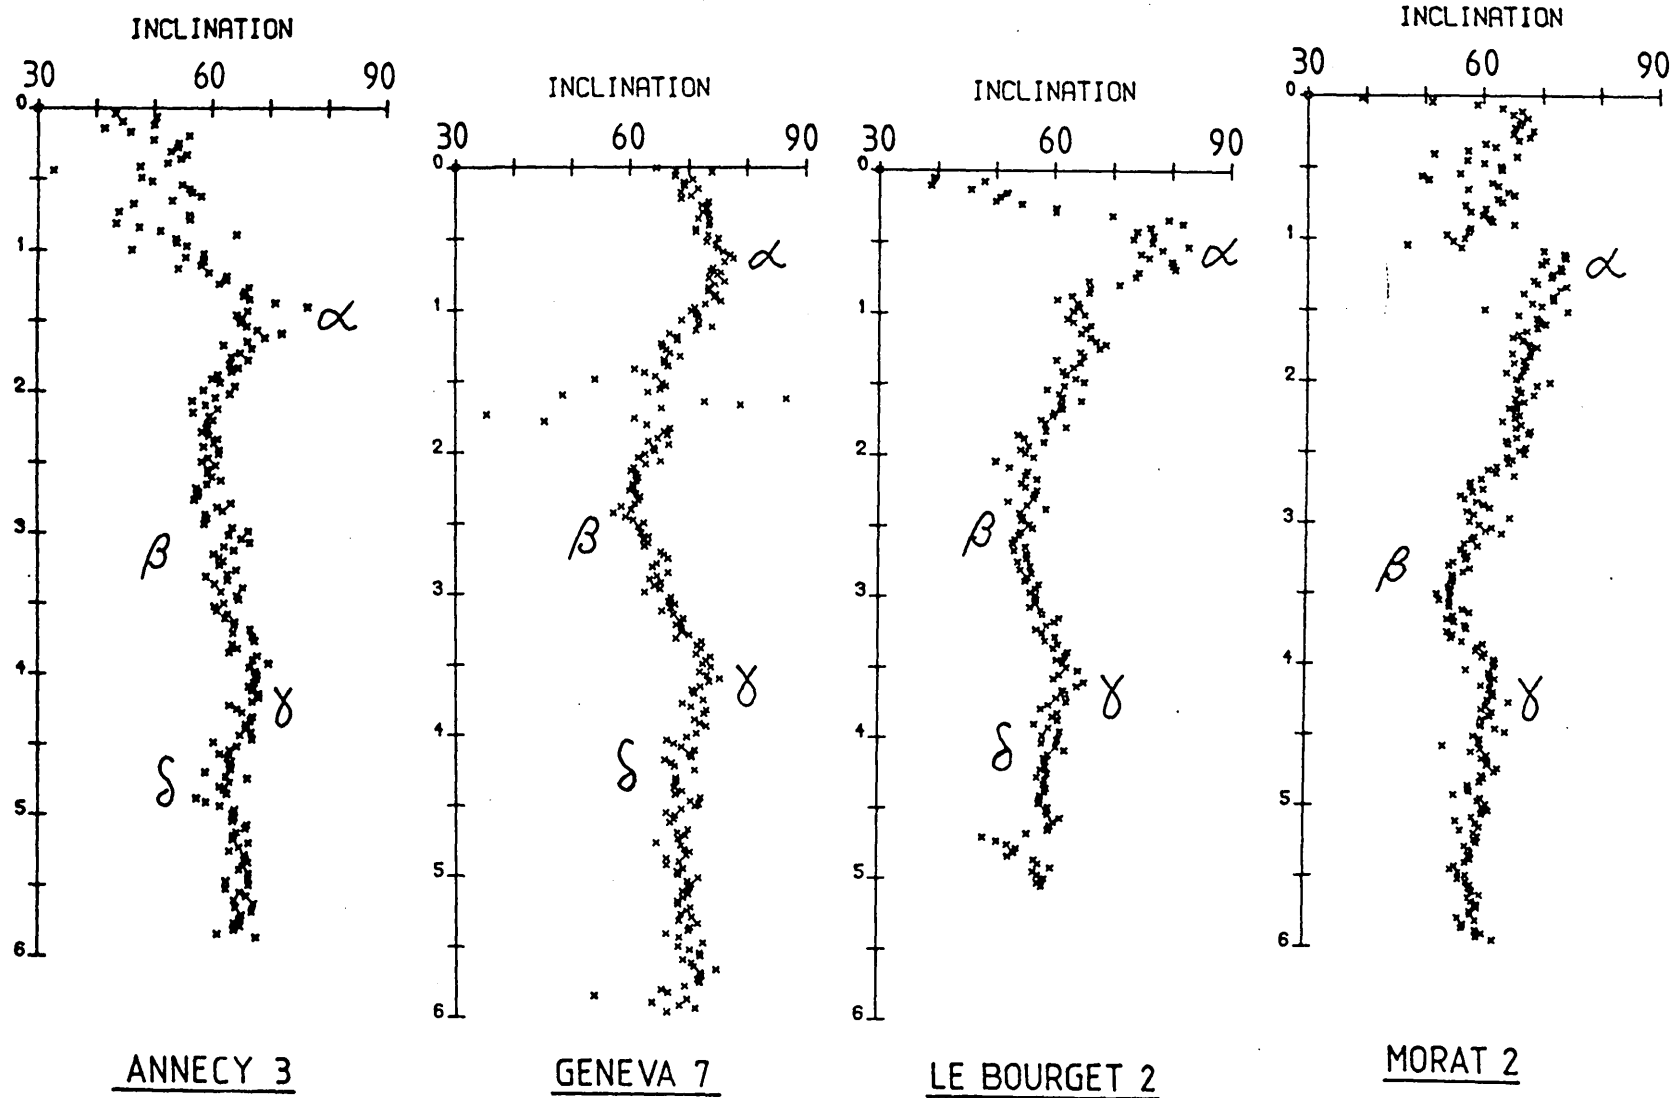 INCLINATION
30 60 90
0
1
2
3
4
5
6
α
β
γ
δ
ANNECY 3
INCLINATION
30 60 90
0
1
2
3
4
5
6
α
β
γ
δ
GENEVA 7
INCLINATION
30 60 90
0
1
2
3
4
5
6
α
β
γ
δ
LE BOURGET 2
INCLINATION
30 60 90
0
1
2
3
4
5
6
α
β
γ
MORAT 2